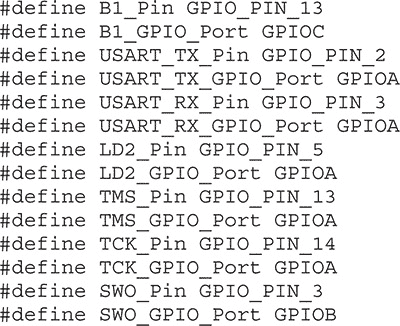 #define B1_Pin GPIO_PIN_13
#define B1_GPIO_Port GPIOC
#define USART_TX_Pin GPIO_PIN_2
#define USART_TX_GPIO_Port GPIOA
#define USART_RX_Pin GPIO_PIN_3
#define USART_RX_GPIO_Port GPIOA
#define LD2_Pin GPIO_PIN_5
#define LD2_GPIO_Port GPIOA
#define TMS_Pin GPIO_PIN_13
#define TMS_GPIO_Port GPIOA
#define TCK_Pin GPIO_PIN_14
#define TCK_GPIO_Port GPIOA
#define SWO_Pin GPIO_PIN_3
#define SWO_GPIO_Port GPIOB